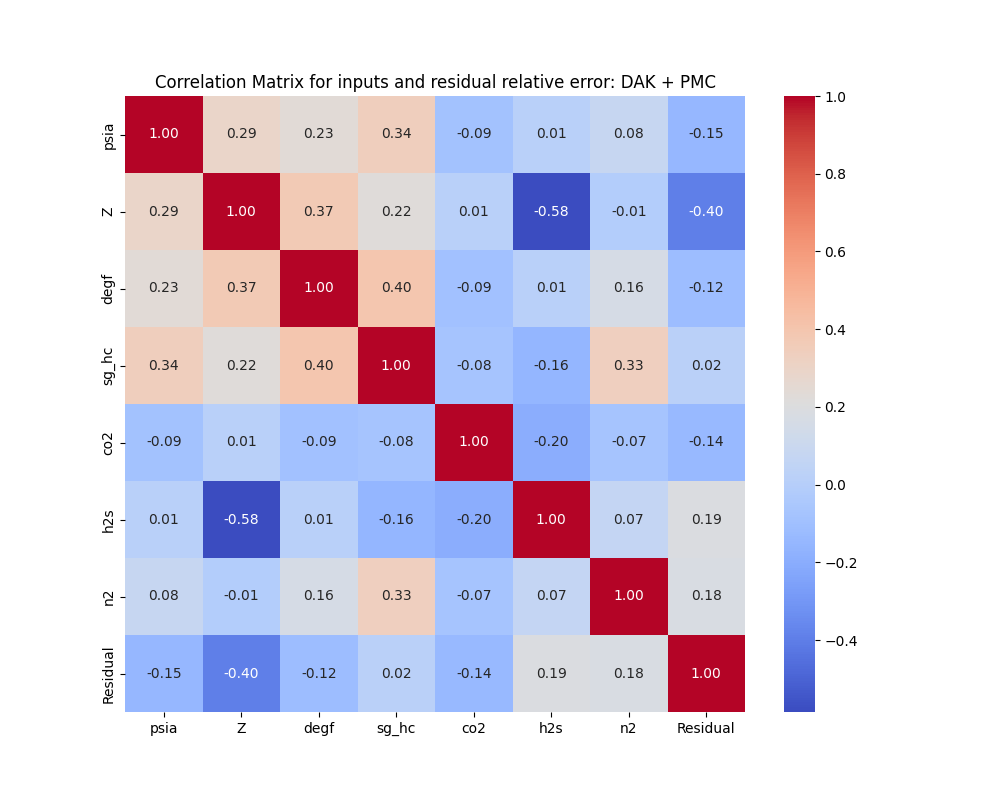 Correlation Matrix for inputs and residual relative error: DAK + PMC
psia 1.00 0.29 0.23 0.34 -0.09 0.01 0.08 -0.15
Z 0.29 1.00 0.37 0.22 0.01 -0.58 -0.01 -0.40
degf 0.23 0.37 1.00 0.40 -0.09 0.01 0.16 -0.12
sg_hc 0.34 0.22 0.40 1.00 -0.08 -0.16 0.33 0.02
co2 -0.09 0.01 -0.09 -0.08 1.00 -0.20 -0.07 -0.14
h2s 0.01 -0.58 0.01 -0.16 -0.20 1.00 0.07 0.19
n2 0.08 -0.01 0.16 0.33 -0.07 0.07 1.00 0.18
Residual -0.15 -0.40 -0.12 0.02 -0.14 0.19 0.18 1.00
psia Z degf sg_hc co2 h2s n2 Residual
1.0
0.8
0.6
0.4
0.2
0.0
−0.2
−0.4